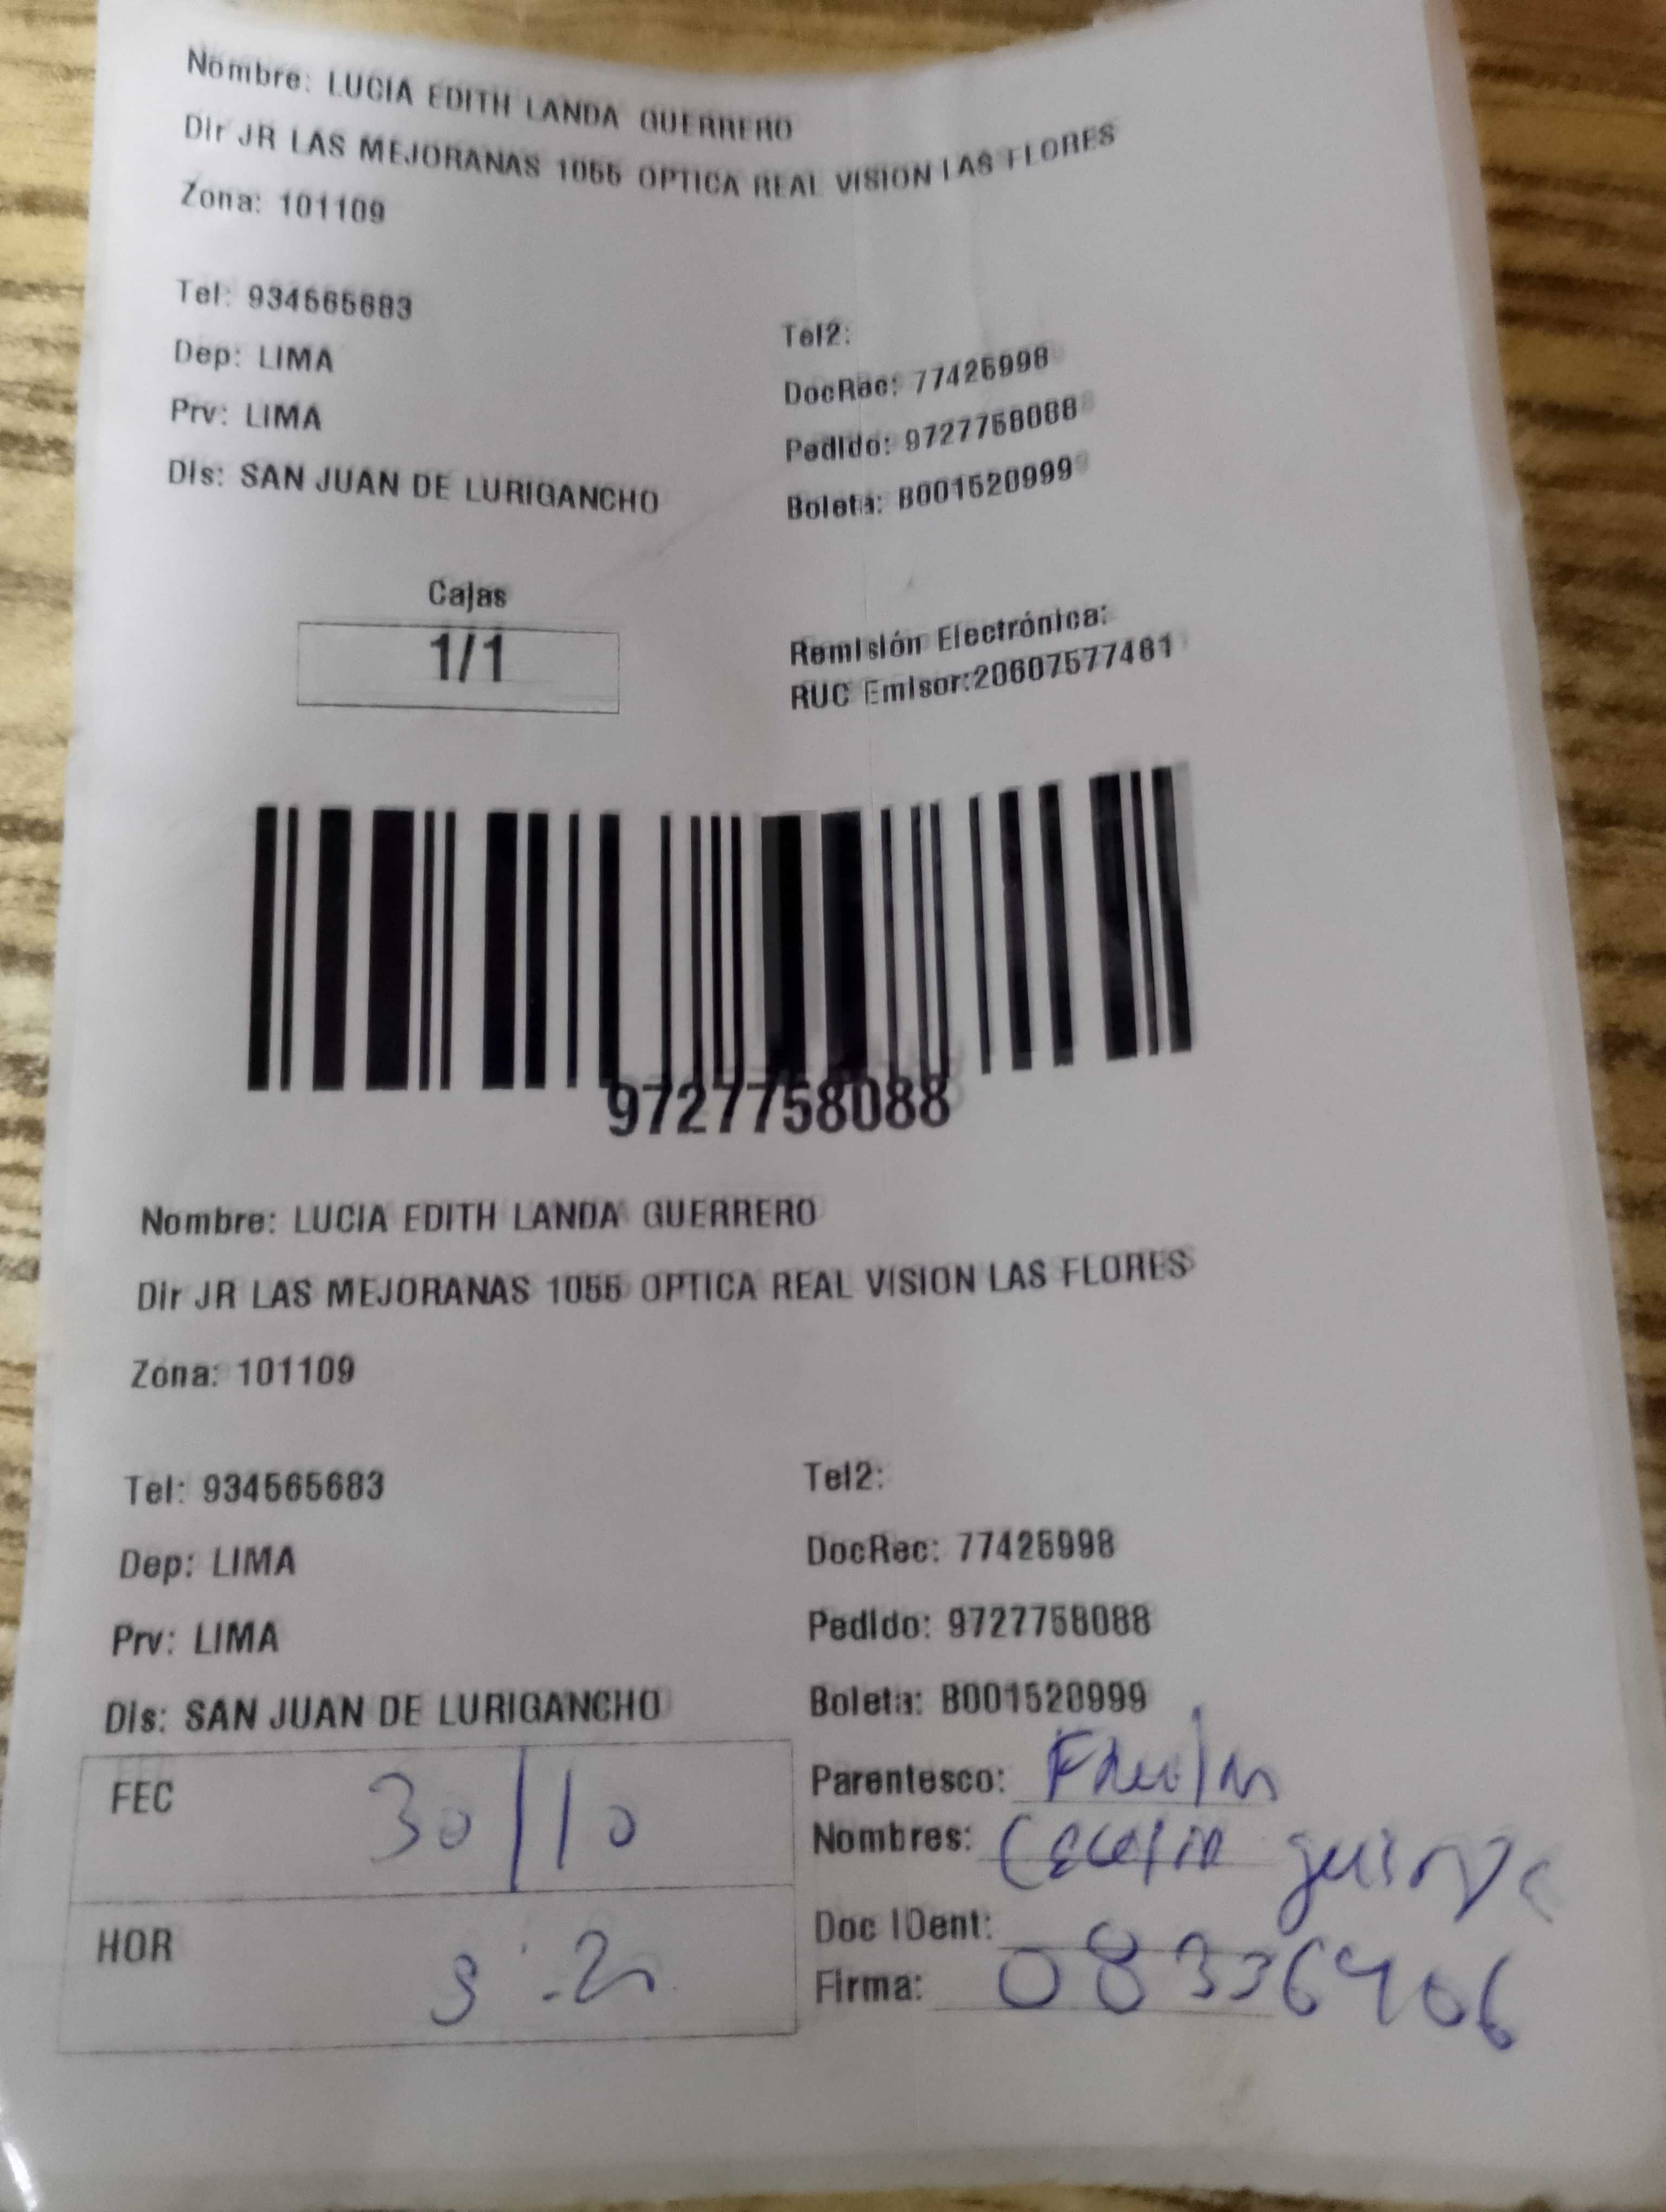 Nombre: LUCIA EDITH LANDA GUERRERO
Dir JR LAS MEJORANAS 1055 OPTICA REAL VISION LAS FLORES
Zona: 101109
Tel: 934565683
Tel2:
Dep: LIMA
DocRec: 77425998
Prv: LIMA
Pedido: 9727758088
Dis: SAN JUAN DE LURIGANCHO
Boleta: B001520999
Cajas
1/1
Remisión Electrónica:
RUC Emisor:20607577461
9727758088
Nombre: LUCIA EDITH LANDA GUERRERO
Dir JR LAS MEJORANAS 1055 OPTICA REAL VISION LAS FLORES
Zona: 101109
Tel: 934565683
Tel2:
Dep: LIMA
DocRec: 77425998
Prv: LIMA
Pedido: 9727758088
Dis: SAN JUAN DE LURIGANCHO
Boleta: B001520999
FEC 30/10
Parentesco:
Nombres:
HOR
Doc IDent:
Firma: 08336406